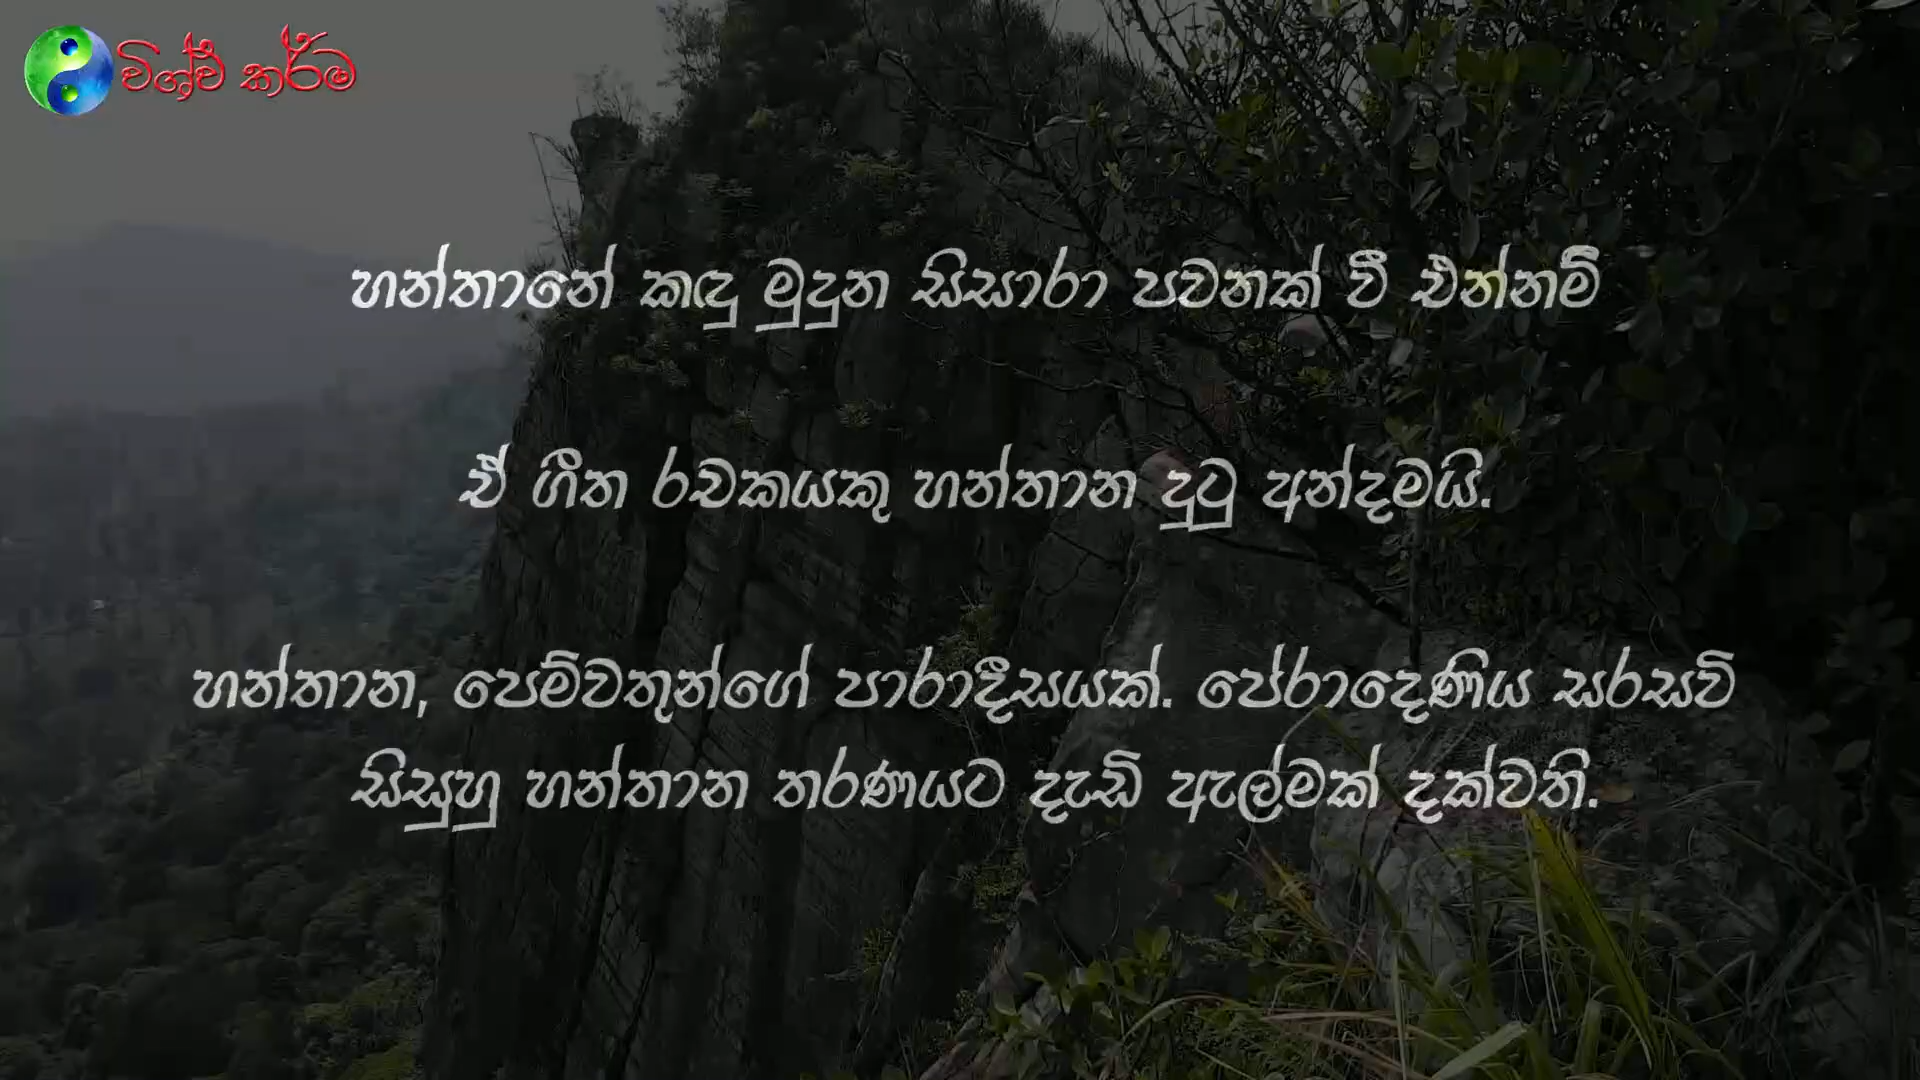 විශ්ව කර්ම
හන්තානේ කඳු මුදුන සිසාරා පවනක් වී එන්නම්
ඒ ගීත රචකයකු හන්තාන දුටු අන්දමයි.
හන්තාන, පෙම්වතුන්ගේ පාරාදීසයක්. පේරාදෙණිය සරසවි
සිසුහු හන්තාන තරණයට දැඩි ඇල්මක් දක්වති.